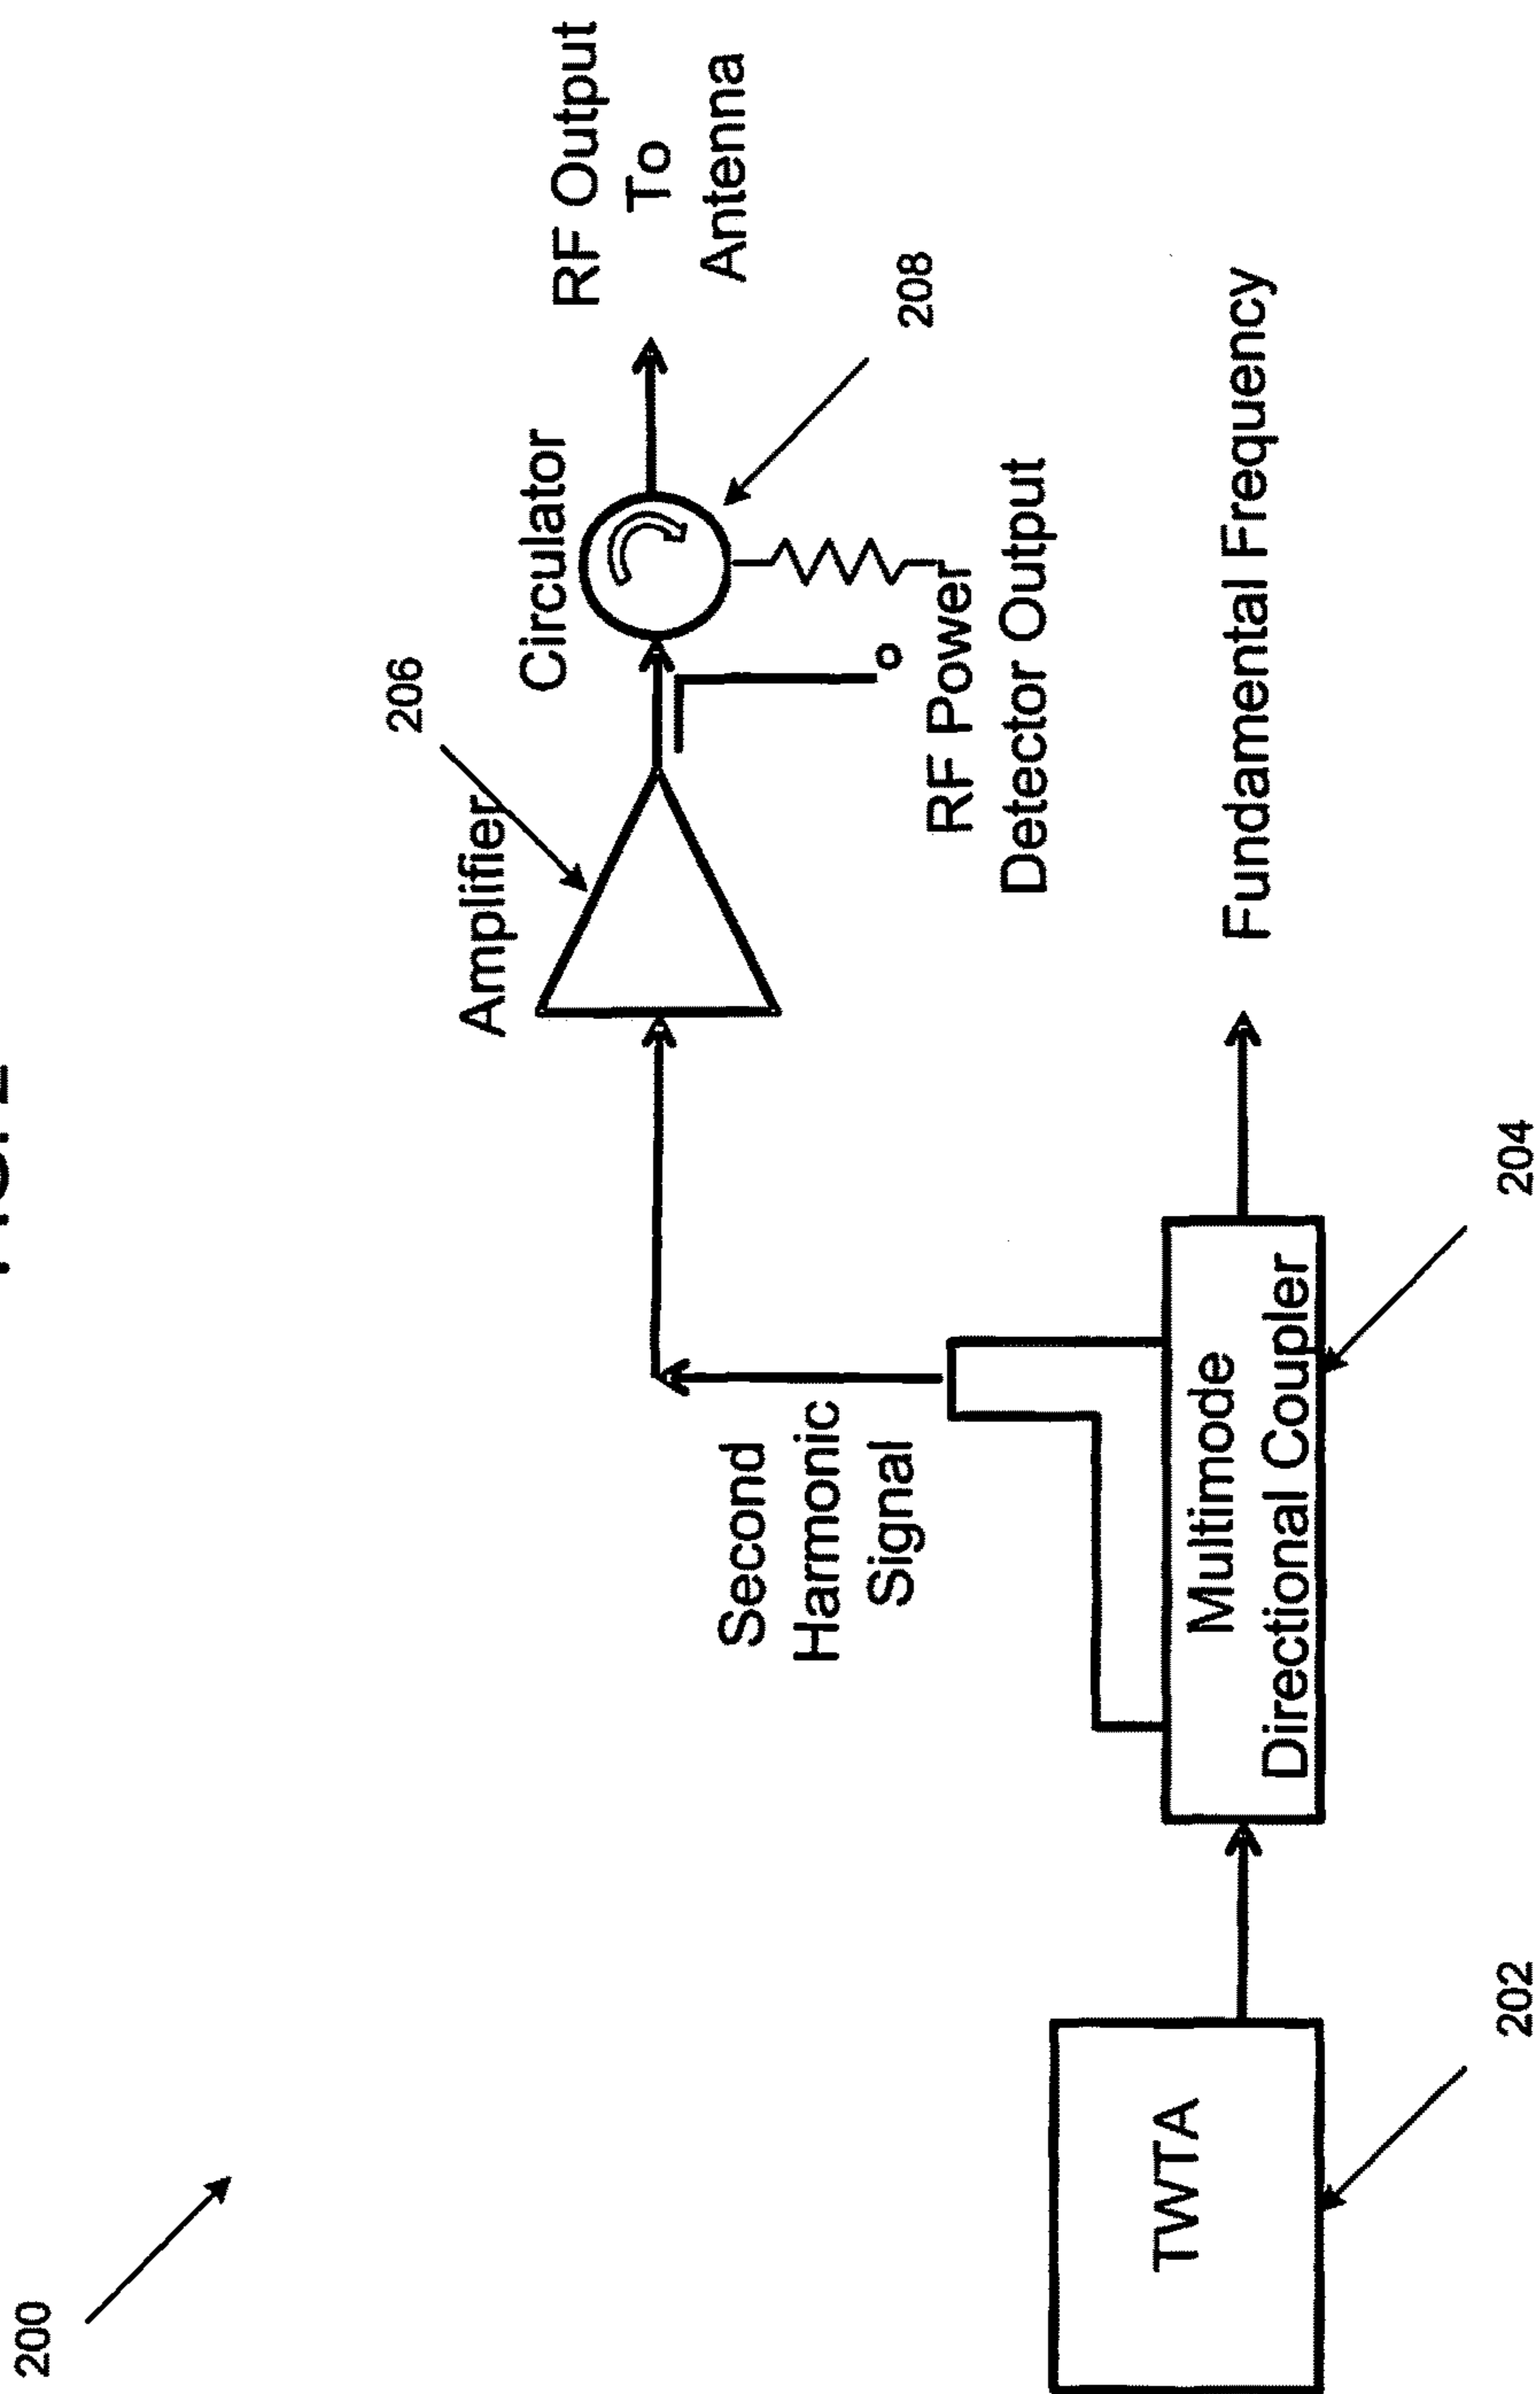 200
TWTA
202
Multimode
Directional Coupler
204
Second
Harmonic
Signal
Amplifier
206
Circulator
208
RF Output
To
Antenna
RF Power
Detector Output
Fundamental Frequency